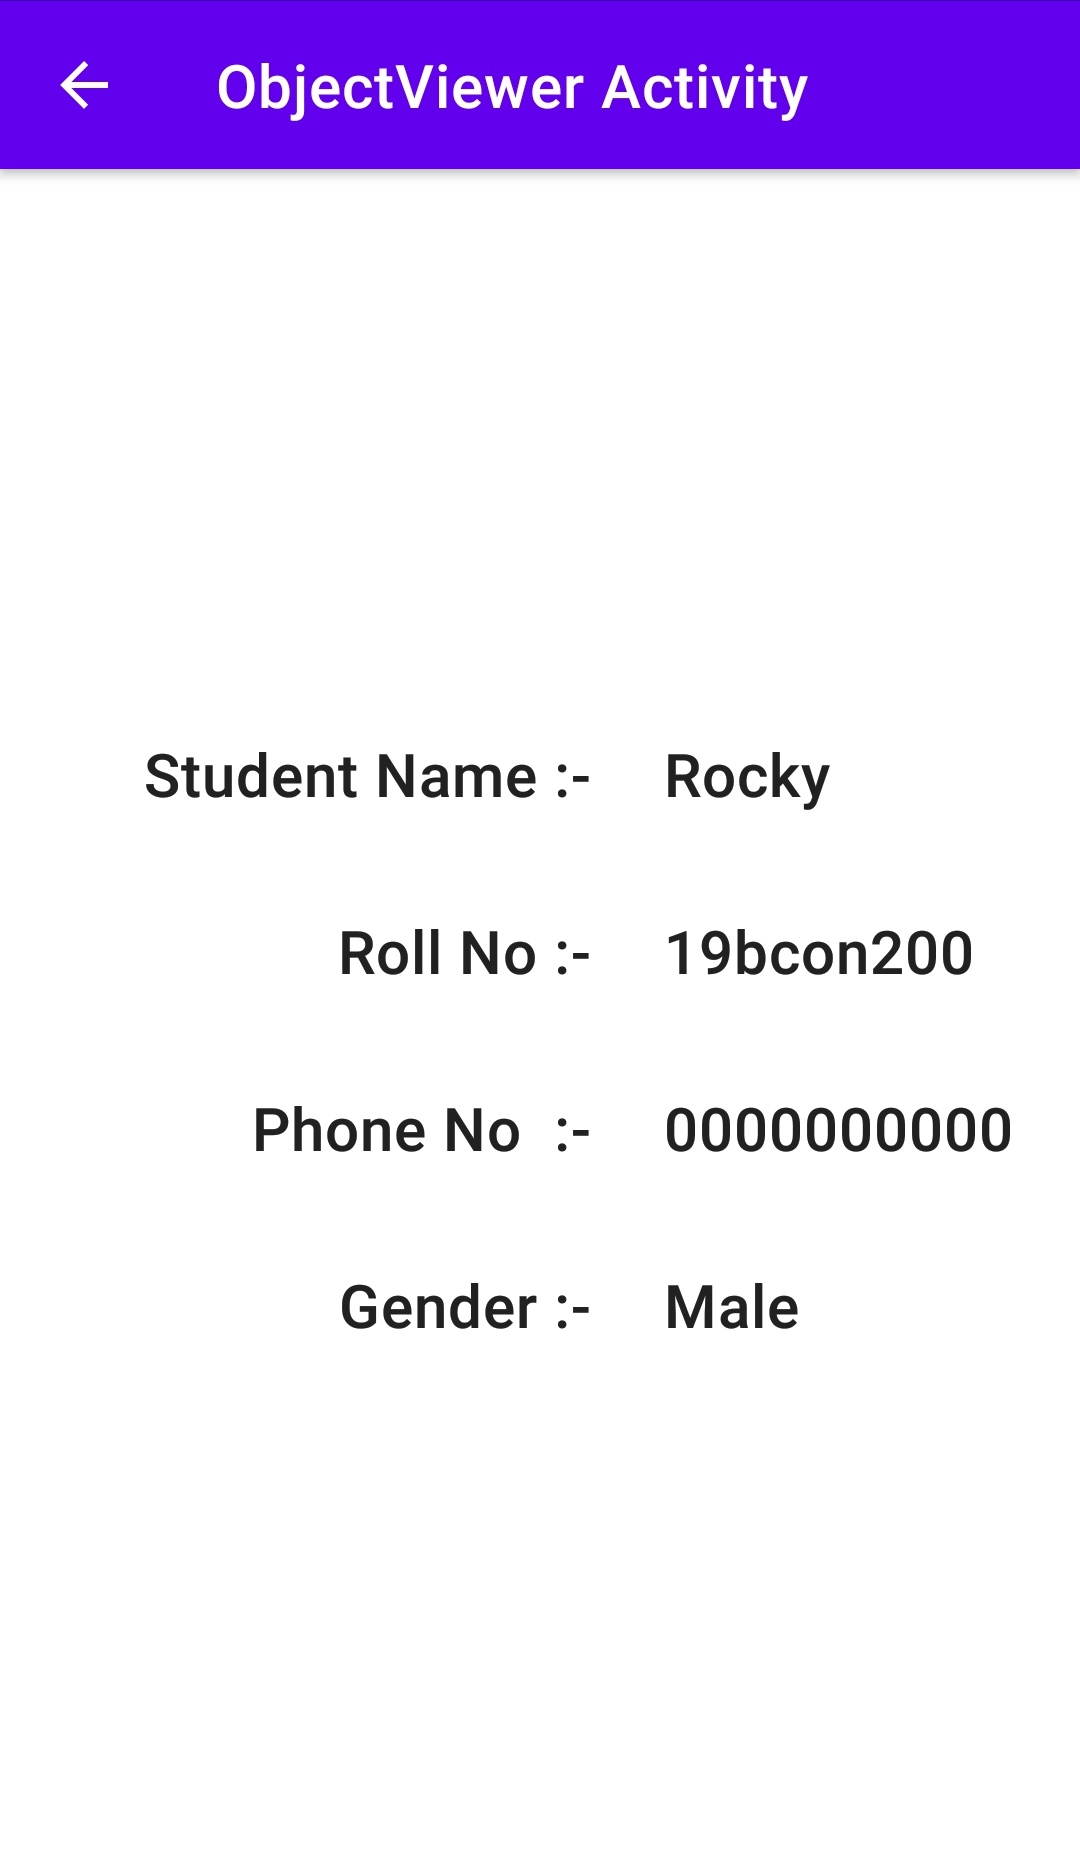 ObjectViewer Activity
Student Name :- Rocky
Roll No :- 19bcon200
Phone No  :- 0000000000
Gender :- Male